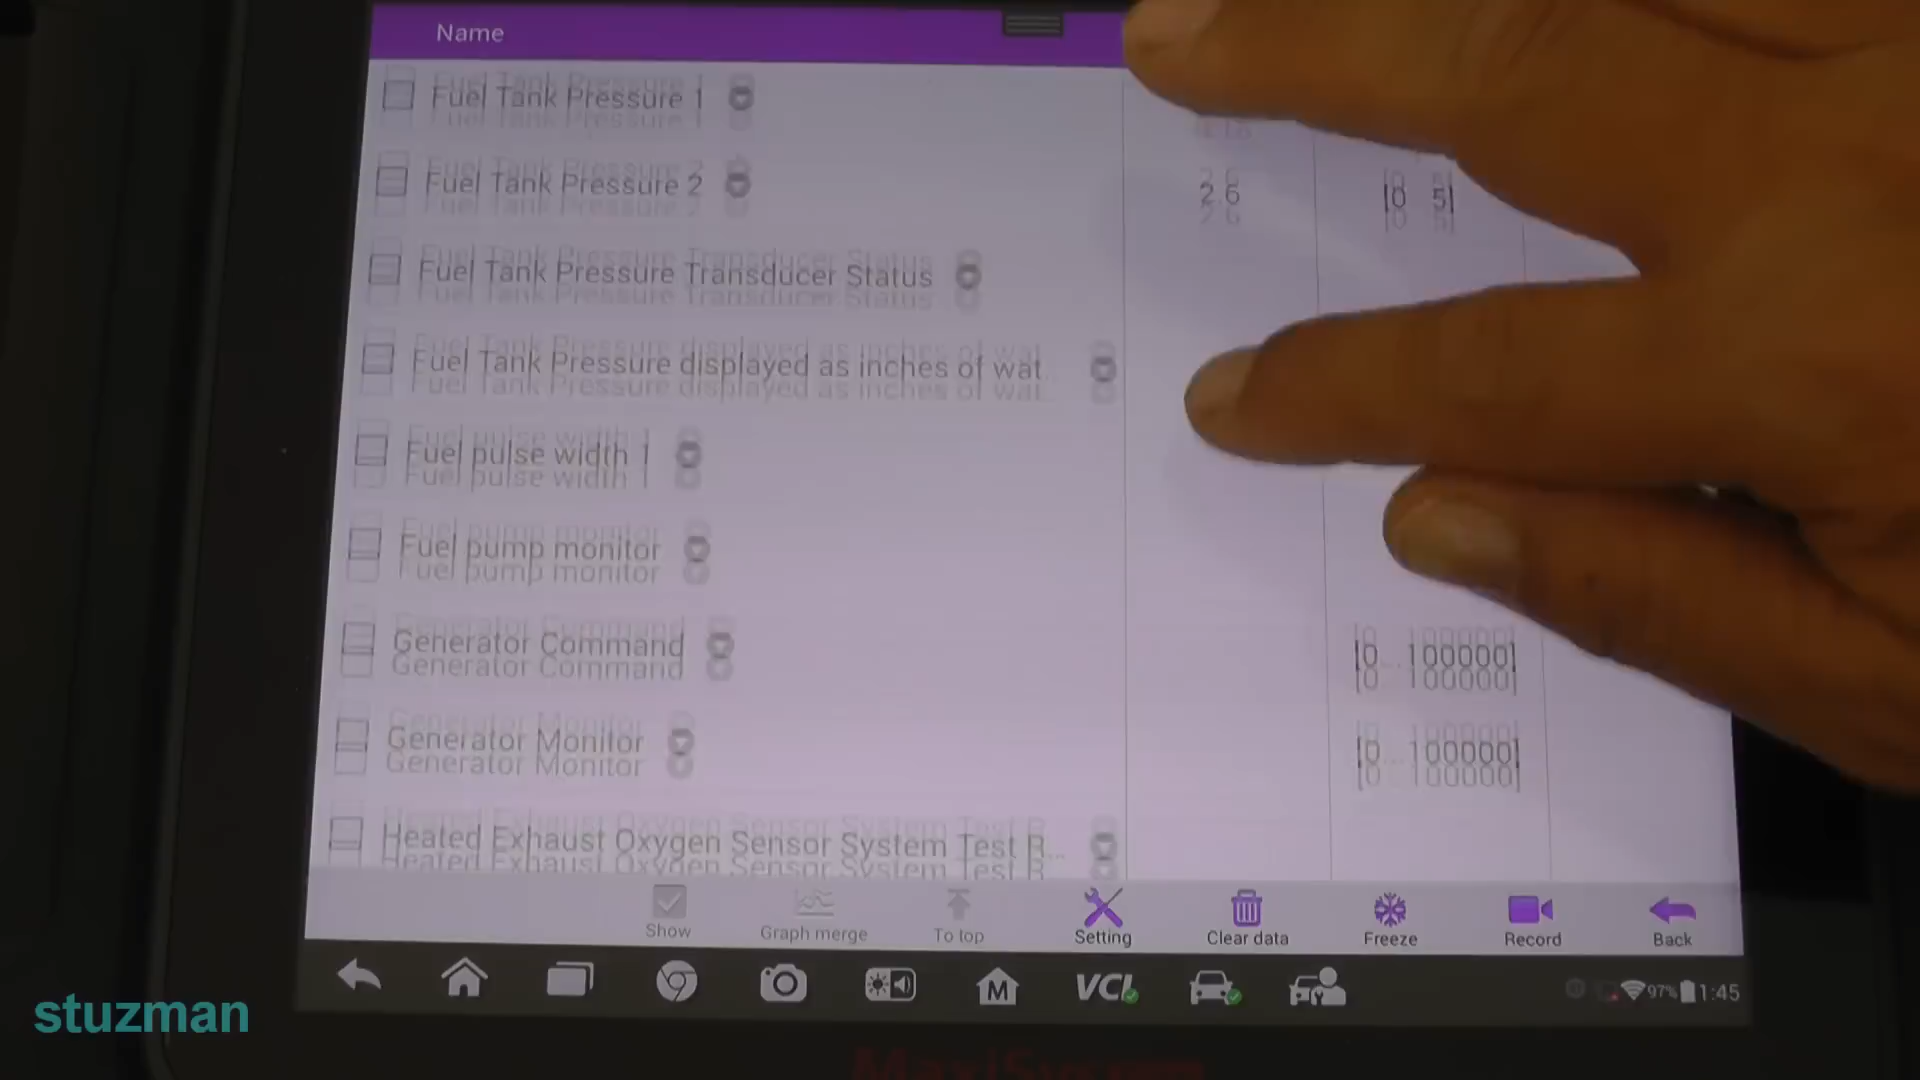 Name
Fuel Tank Pressure 1
Fuel Tank Pressure 2 2.6 [0 5]
Fuel Tank Pressure Transducer Status
Fuel Tank Pressure displayed as inches of wat...
Fuel pulse width 1
Fuel pump monitor
Generator Command [0...100000]
Generator Monitor [0...100000]
Heated Exhaust Oxygen Sensor System Test R...
Show Graph merge To top Setting Clear data Freeze Record Back
M VCI 97% 1:45
stuzman
MaxiSys